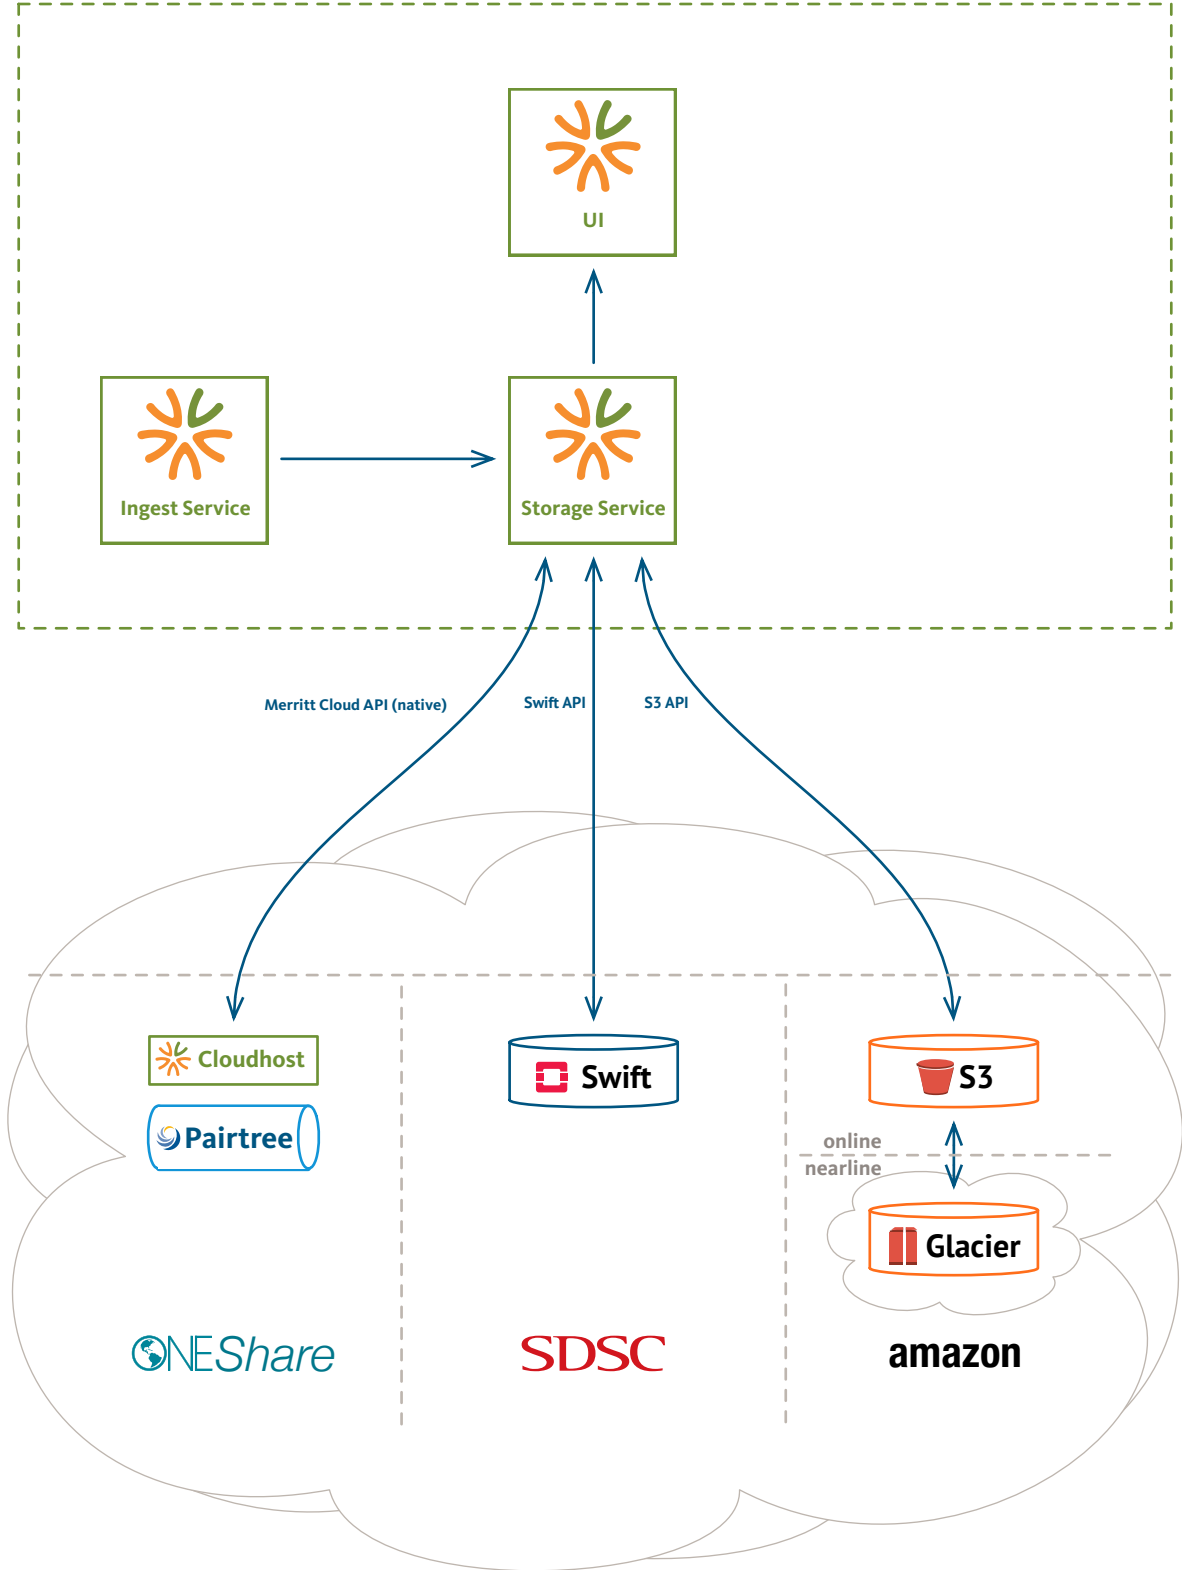 UI
Ingest Service
Storage Service
Merritt Cloud API (native)
Swift API
S3 API
Cloudhost
Swift
S3
Pairtree
online
nearline
Glacier
ONEShare
SDSC
amazon